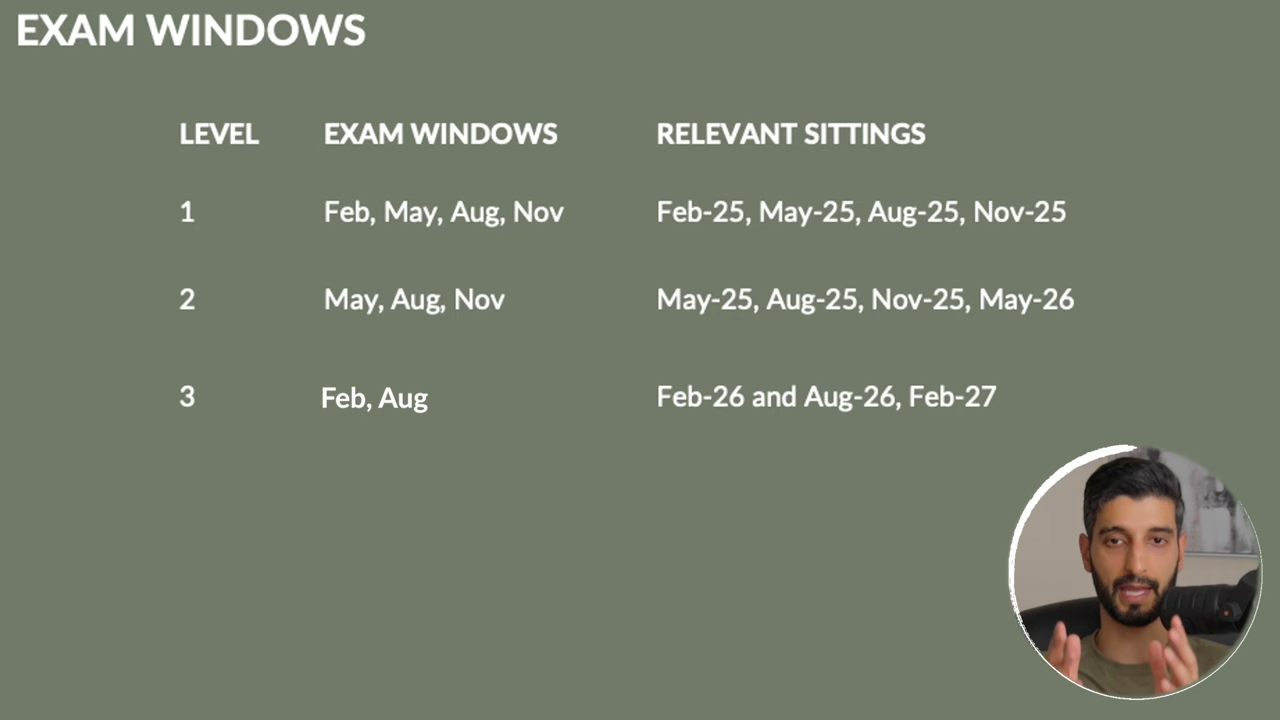 EXAM WINDOWS
LEVEL EXAM WINDOWS RELEVANT SITTINGS
1 Feb, May, Aug, Nov Feb-25, May-25, Aug-25, Nov-25
2 May, Aug, Nov May-25, Aug-25, Nov-25, May-26
3 Feb, Aug Feb-26 and Aug-26, Feb-27